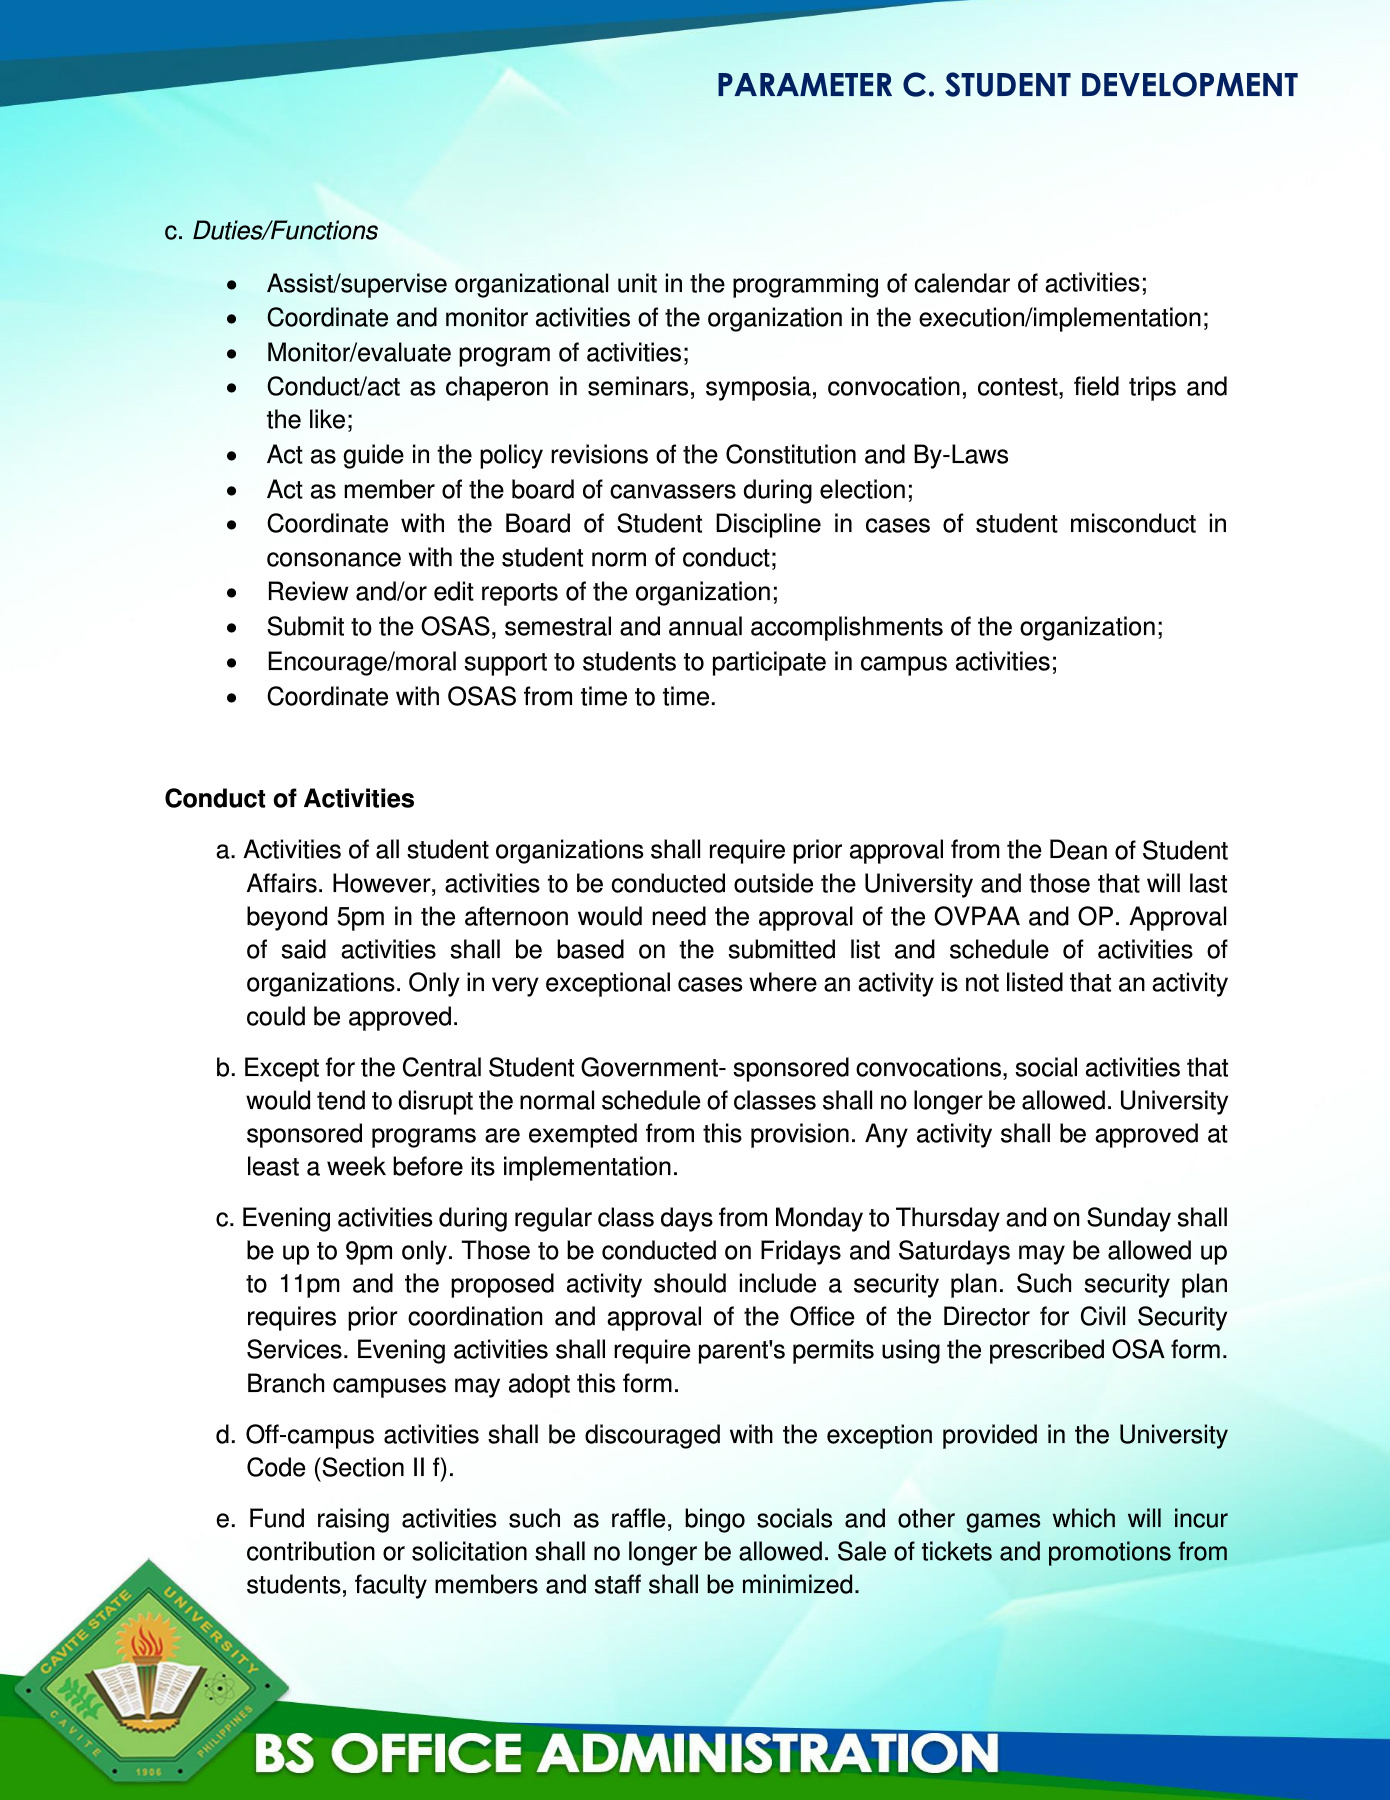 PARAMETER C. STUDENT DEVELOPMENT
c. Duties/Functions
• Assist/supervise organizational unit in the programming of calendar of activities;
• Coordinate and monitor activities of the organization in the execution/implementation;
• Monitor/evaluate program of activities;
• Conduct/act as chaperon in seminars, symposia, convocation, contest, field trips and
the like;
• Act as guide in the policy revisions of the Constitution and By-Laws
• Act as member of the board of canvassers during election;
• Coordinate with the Board of Student Discipline in cases of student misconduct in
consonance with the student norm of conduct;
• Review and/or edit reports of the organization;
• Submit to the OSAS, semestral and annual accomplishments of the organization;
• Encourage/moral support to students to participate in campus activities;
• Coordinate with OSAS from time to time.
Conduct of Activities
a. Activities of all student organizations shall require prior approval from the Dean of Student
Affairs. However, activities to be conducted outside the University and those that will last
beyond 5pm in the afternoon would need the approval of the OVPAA and OP. Approval
of said activities shall be based on the submitted list and schedule of activities of
organizations. Only in very exceptional cases where an activity is not listed that an activity
could be approved.
b. Except for the Central Student Government- sponsored convocations, social activities that
would tend to disrupt the normal schedule of classes shall no longer be allowed. University
sponsored programs are exempted from this provision. Any activity shall be approved at
least a week before its implementation.
c. Evening activities during regular class days from Monday to Thursday and on Sunday shall
be up to 9pm only. Those to be conducted on Fridays and Saturdays may be allowed up
to 11pm and the proposed activity should include a security plan. Such security plan
requires prior coordination and approval of the Office of the Director for Civil Security
Services. Evening activities shall require parent's permits using the prescribed OSA form.
Branch campuses may adopt this form.
d. Off-campus activities shall be discouraged with the exception provided in the University
Code (Section II f).
e. Fund raising activities such as raffle, bingo socials and other games which will incur
contribution or solicitation shall no longer be allowed. Sale of tickets and promotions from
students, faculty members and staff shall be minimized.
CAVITE STATE UNIVERSITY
CAVITE PHILIPPINES
• 1906 •
BS OFFICE ADMINISTRATION